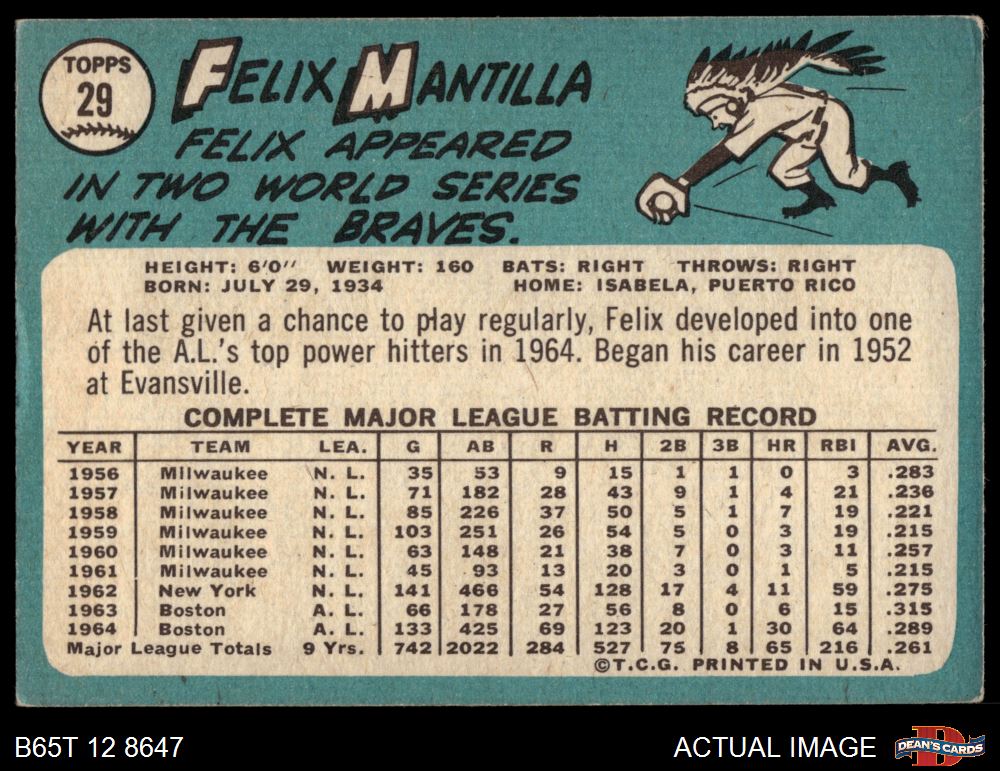 TOPPS
29
FELIX MANTILLA
FELIX APPEARED
IN TWO WORLD SERIES
WITH THE BRAVES.
HEIGHT: 6'0" WEIGHT: 160 BATS: RIGHT THROWS: RIGHT
BORN: JULY 29, 1934 HOME: ISABELA, PUERTO RICO
At last given a chance to play regularly, Felix developed into one
of the A.L.'s top power hitters in 1964. Began his career in 1952
at Evansville.
COMPLETE MAJOR LEAGUE BATTING RECORD
YEAR TEAM LEA. G AB R H 2B 3B HR RBI AVG.
1956 Milwaukee N. L. 35 53 9 15 1 1 0 3 .283
1957 Milwaukee N. L. 71 182 28 43 9 1 4 21 .236
1958 Milwaukee N. L. 85 226 37 50 5 1 7 19 .221
1959 Milwaukee N. L. 103 251 26 54 5 0 3 19 .215
1960 Milwaukee N. L. 63 148 21 38 7 0 3 11 .257
1961 Milwaukee N. L. 45 93 13 20 3 0 1 5 .215
1962 New York N. L. 141 466 54 128 17 4 11 59 .275
1963 Boston A. L. 66 178 27 56 8 0 6 15 .315
1964 Boston A. L. 133 425 69 123 20 1 30 64 .289
Major League Totals 9 Yrs. 742 2022 284 527 75 8 65 216 .261
©T.C.G. PRINTED IN U.S.A.
B65T 12 8647 ACTUAL IMAGE DEAN'S CARDS